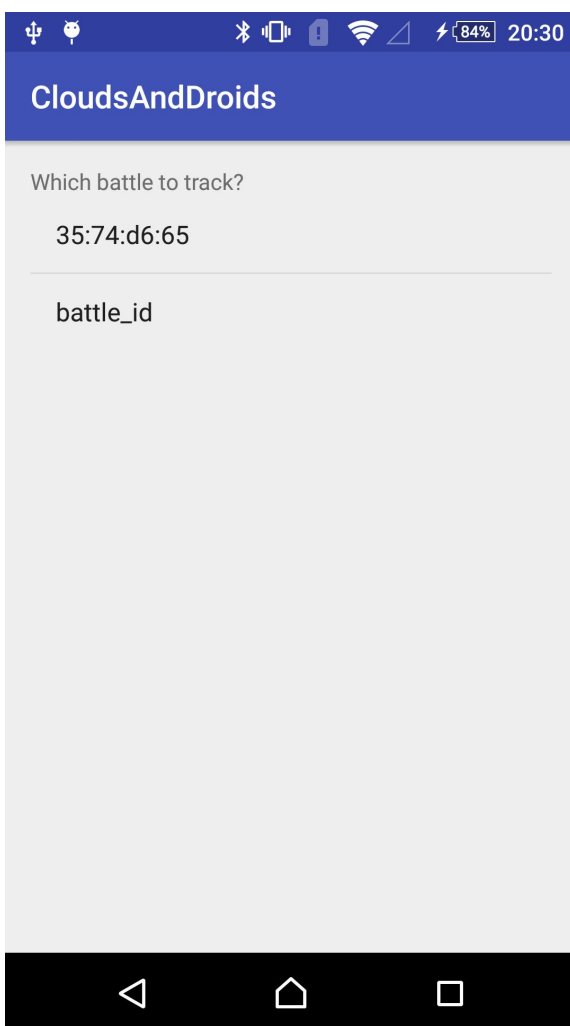 84% 20:30
CloudsAndDroids
Which battle to track?
35:74:d6:65
battle_id